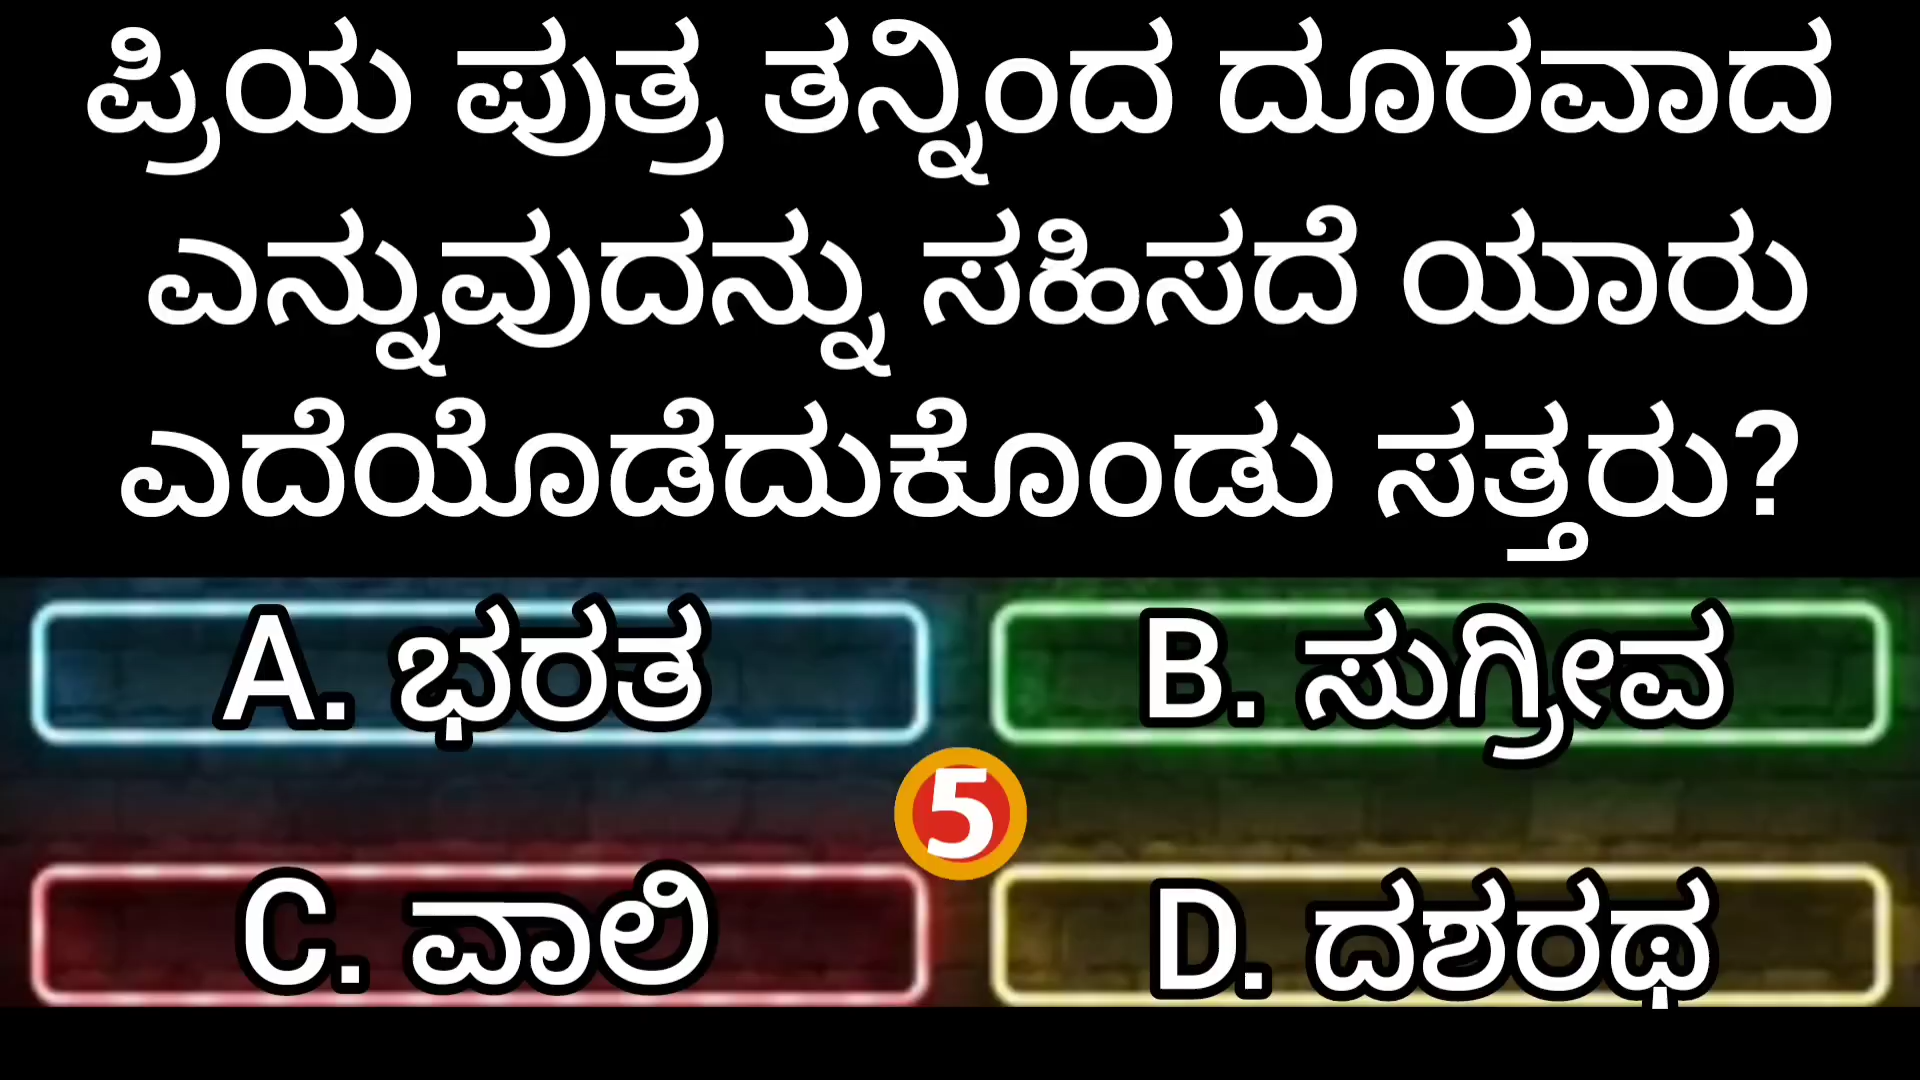 ಪ್ರಿಯ ಪುತ್ರ ತನ್ನಿಂದ ದೂರವಾದ
ಎನ್ನುವುದನ್ನು ಸಹಿಸದೆ ಯಾರು
ಎದೆಯೊಡೆದುಕೊಂಡು ಸತ್ತರು?
A. ಭರತ
B. ಸುಗ್ರೀವ
5
C. ವಾಲಿ
D. ದಶರಥ